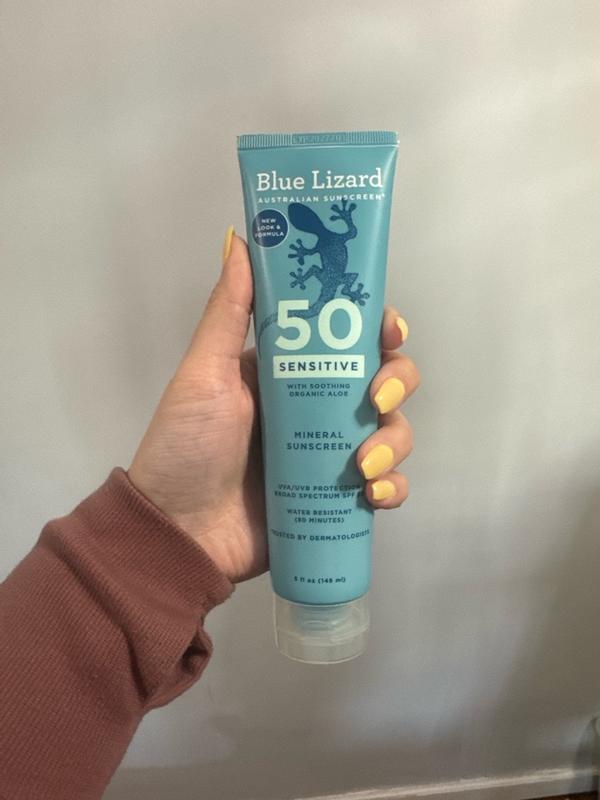 Blue Lizard
AUSTRALIAN SUNSCREEN®
NEW
LOOK &
FORMULA
50
SENSITIVE
WITH SOOTHING
ORGANIC ALOE
MINERAL
SUNSCREEN
UVA/UVB PROTECTION
BROAD SPECTRUM SPF
WATER RESISTANT
(80 MINUTES)
TRUSTED BY DERMATOLOGISTS
5 fl oz (148 ml)